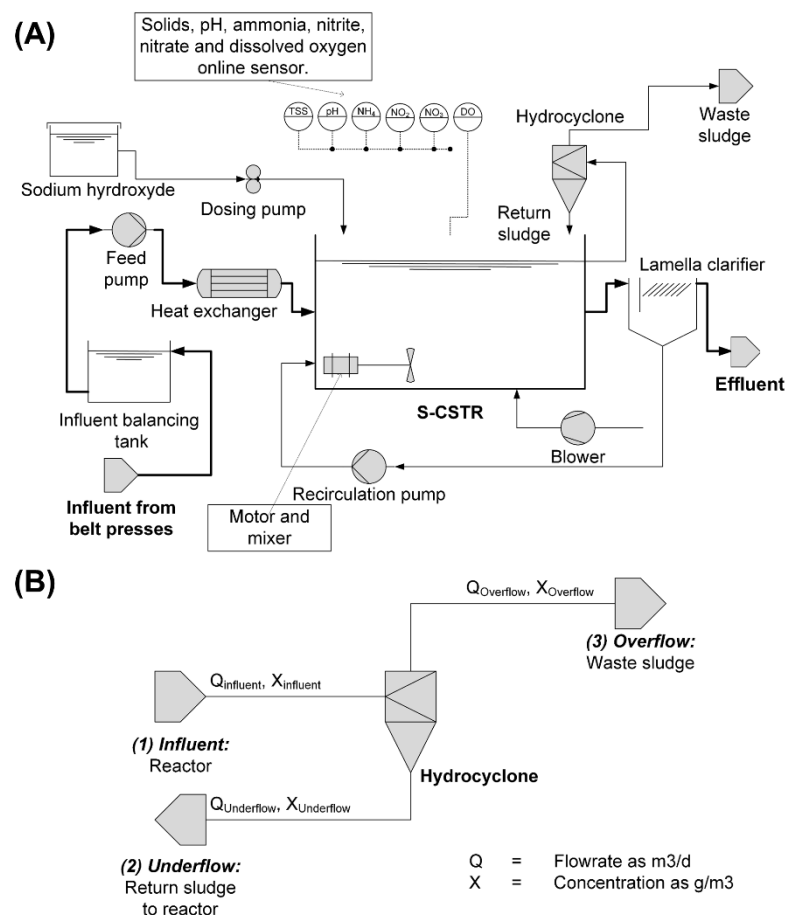 (A)
Solids, pH, ammonia, nitrite,
nitrate and dissolved oxygen
online sensor.
TSS
pH
NH4
NO2
NO2
DO
Hydrocyclone
Waste
sludge
Sodium hyrdroxyde
Dosing pump
Return
sludge
Feed
pump
Lamella clarifier
Heat exchanger
Influent balancing
tank
S-CSTR
Effluent
Blower
Influent from
belt presses
Recirculation pump
Motor and
mixer
(B)
QOverflow, XOverflow
(3) Overflow:
Waste sludge
Qinfluent, Xinfluent
(1) Influent:
Reactor
Hydrocyclone
QUnderflow, XUnderflow
(2) Underflow:
Return sludge
to reactor
Q = Flowrate as m3/d
X = Concentration as g/m3